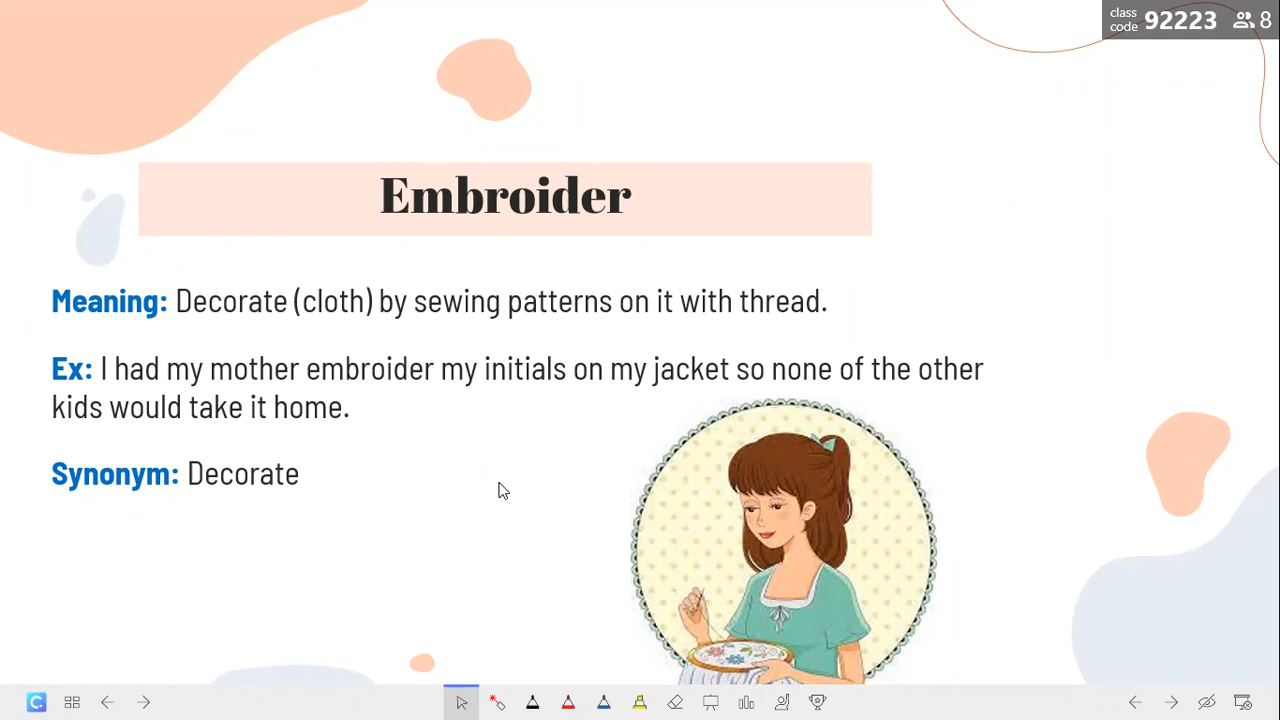 class
code 92223 8
Embroider
Meaning: Decorate (cloth) by sewing patterns on it with thread.
Ex: I had my mother embroider my initials on my jacket so none of the other
kids would take it home.
Synonym: Decorate